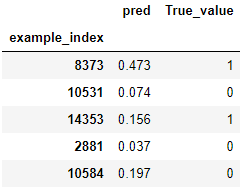 pred True_value
example_index
8373 0.473 1
10531 0.074 0
14353 0.156 1
2881 0.037 0
10584 0.197 0